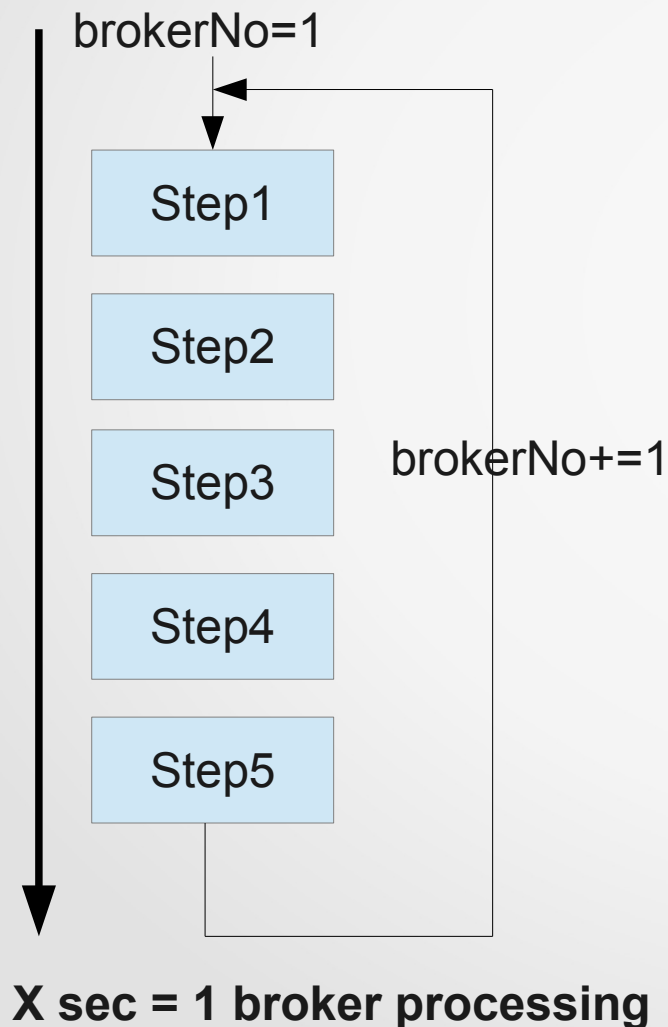 brokerNo=1
Step1
Step2
Step3
brokerNo+=1
Step4
Step5
X sec = 1 broker processing